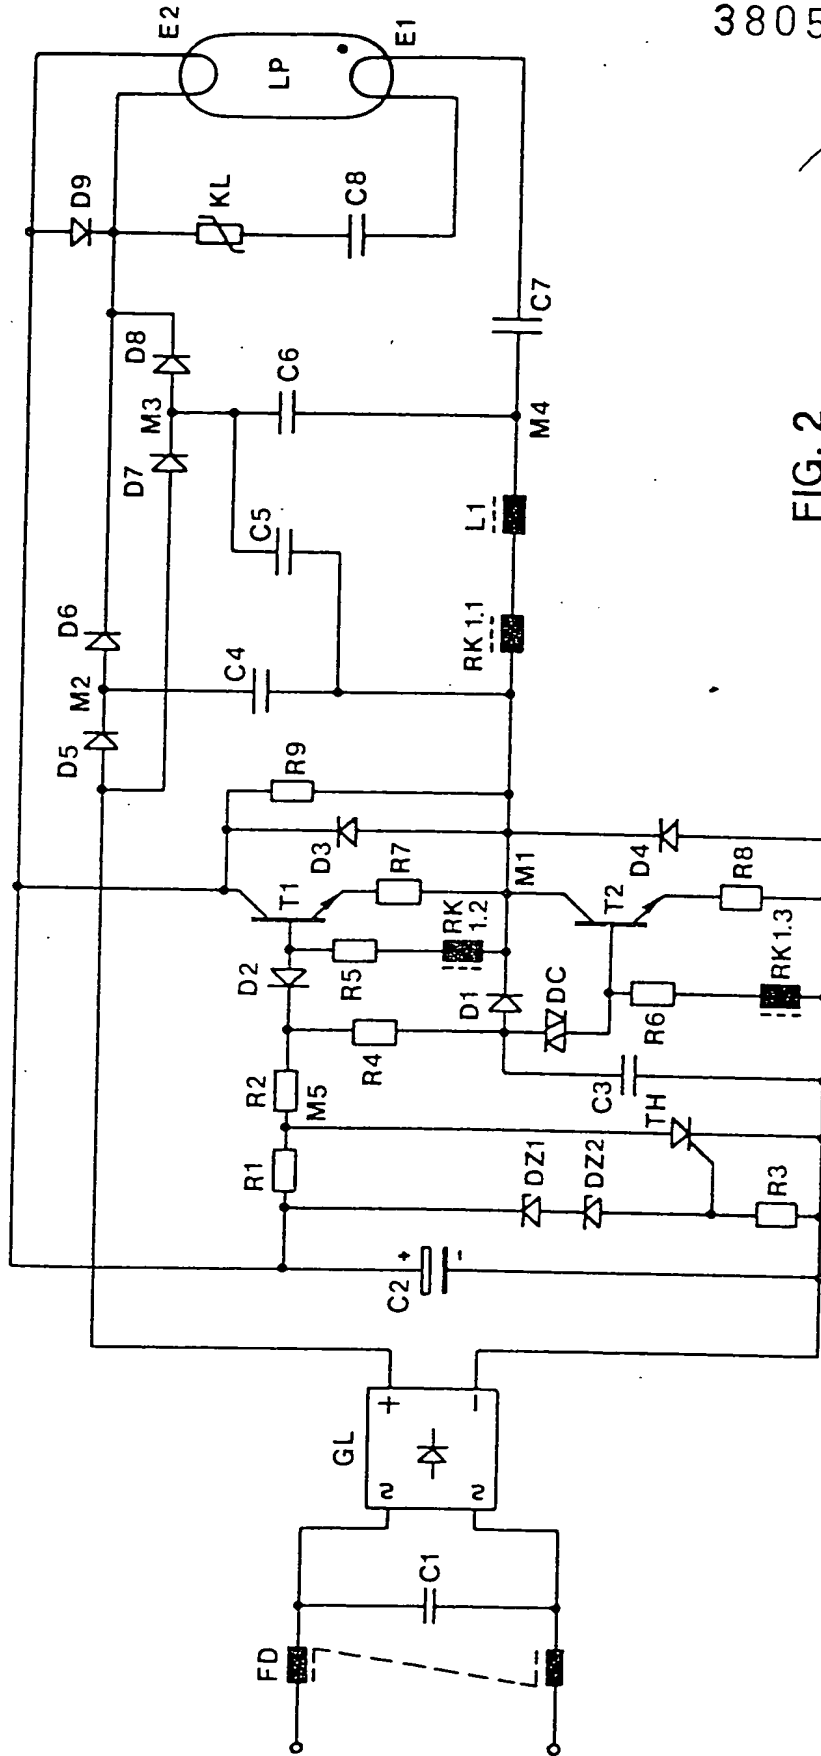 3805
E2
E1
LP
D9
KL
C8
D8
M3
D7
C6
C7
M4
C5
L1
RK 1.1
D6
M2
D5
C4
R9
D3
T1
R7
M1
D4
T2
R8
D2
R5
RK
1.2
D1
DC
R6
RK 1.3
R2
M5
R4
C3
TH
R1
DZ1
DZ2
R3
C2
+
-
GL
+
−
~
~
C1
FD
FIG. 2